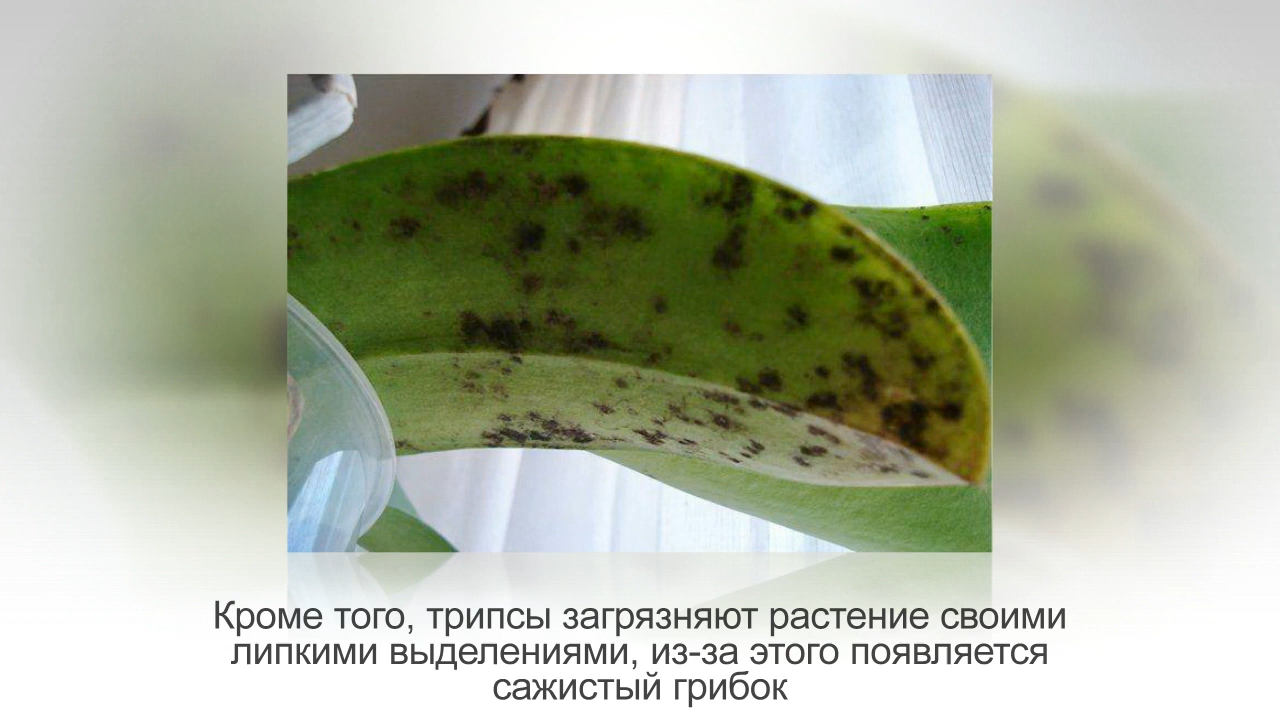 Кроме того, трипсы загрязняют растение своими
липкими выделениями, из-за этого появляется
сажистый грибок